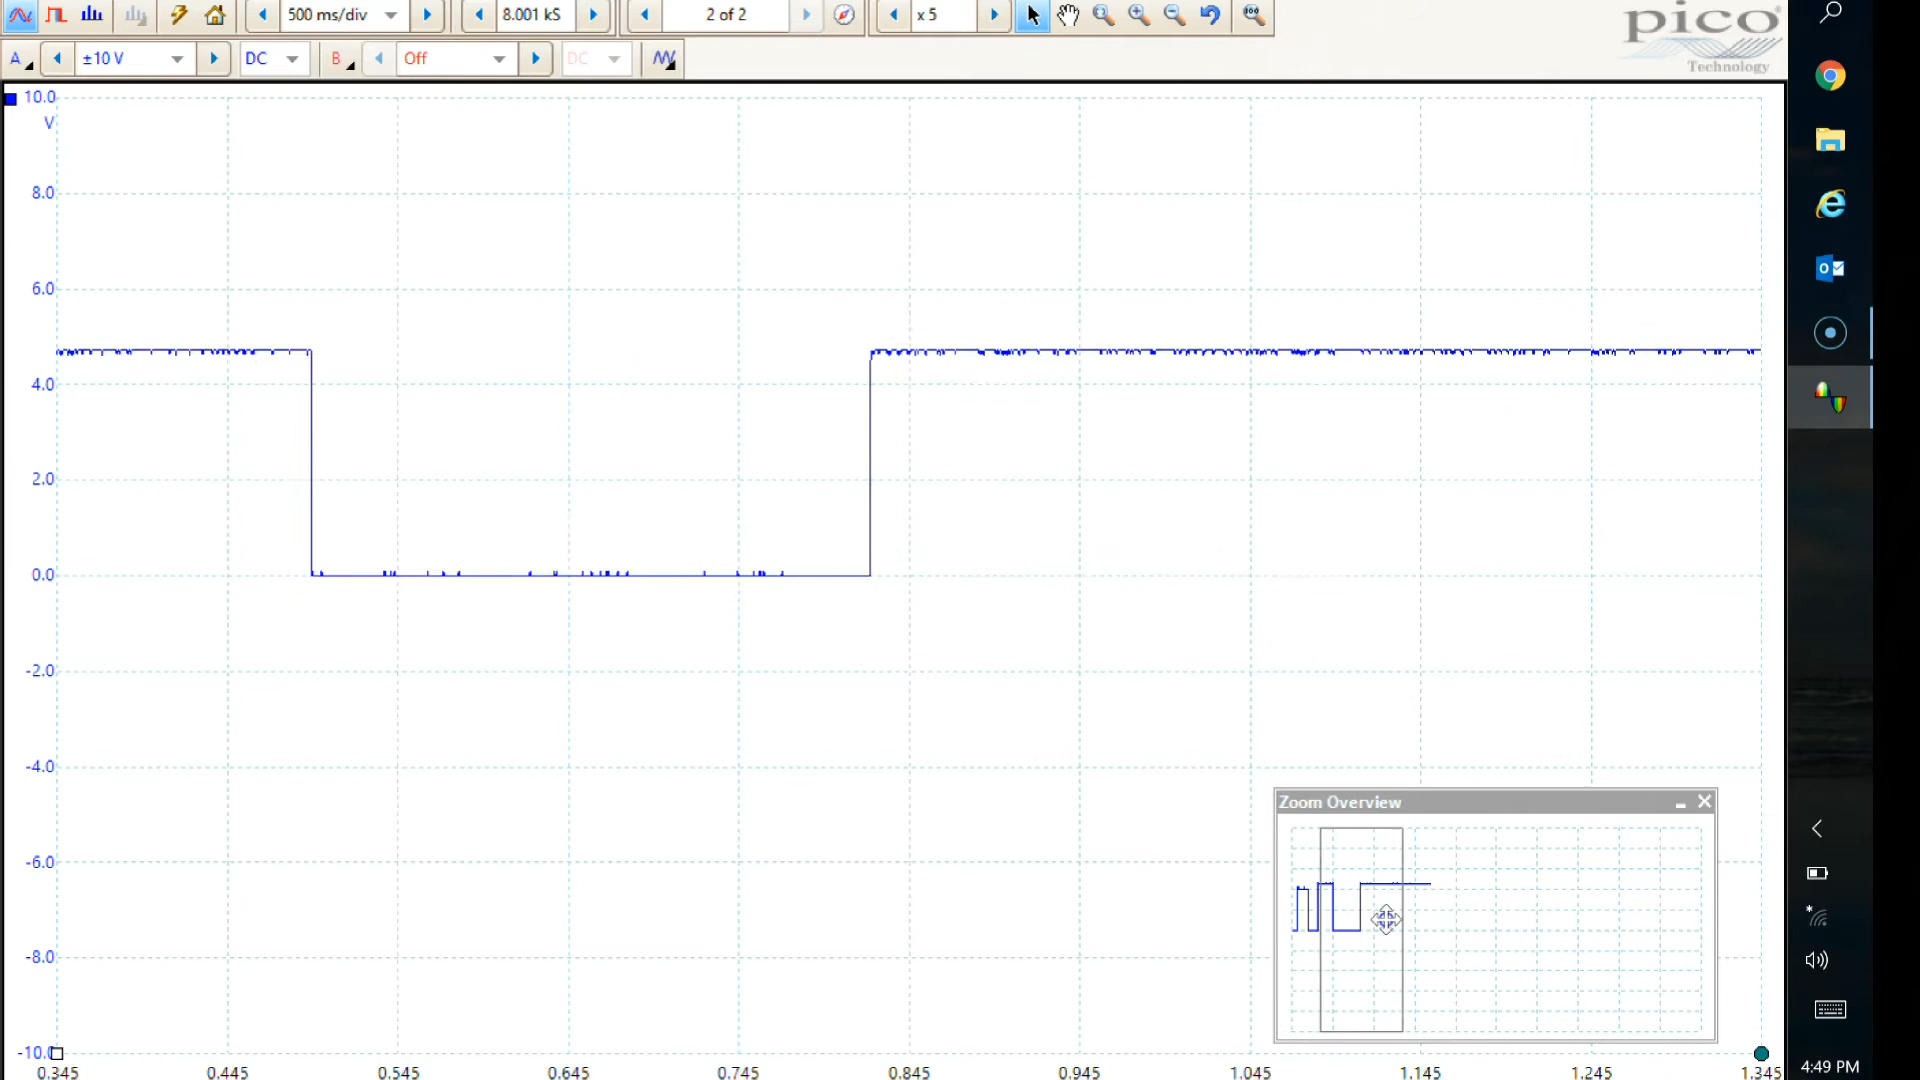 500 ms/div 8.001 kS 2 of 2 x 5
pico
Technology
A ±10 V DC B Off DC
10.0
V
8.0
6.0
4.0
2.0
0.0
-2.0
-4.0
-6.0
-8.0
-10.0
0.345 0.445 0.545 0.645 0.745 0.845 0.945 1.045 1.145 1.245 1.345
Zoom Overview
4:49 PM